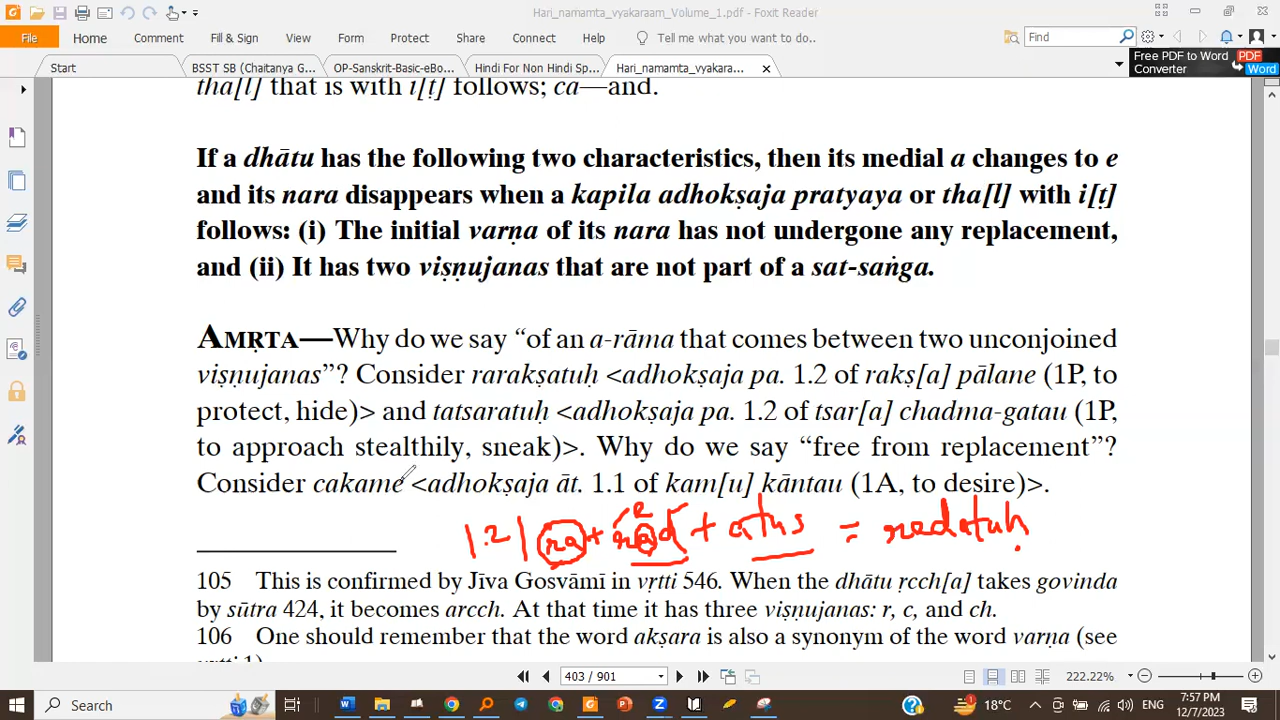 Hari_namamta_vyakaraam_Volume_1.pdf - Foxit Reader
File Home Comment Fill & Sign View Form Protect Share Connect Help Tell me what you want to do... Find
Start BSST SB (Chaitanya G... OP-Sanskrit-Basic-eBo... Hindi For Non Hindi Sp... Hari_namamta_vyakaraa... Free PDF to Word Converter PDF Word
tha[l] that is with i[ṭ] follows; ca—and.
If a dhātu has the following two characteristics, then its medial a changes to e
and its nara disappears when a kapila adhokṣaja pratyaya or tha[l] with i[ṭ]
follows: (i) The initial varṇa of its nara has not undergone any replacement,
and (ii) It has two viṣṇujanas that are not part of a sat-saṅga.
AMṚTA—Why do we say “of an a-rāma that comes between two unconjoined
viṣṇujanas”? Consider rarakṣatuḥ <adhokṣaja pa. 1.2 of rakṣ[a] pālane (1P, to
protect, hide)> and tatsaratuḥ <adhokṣaja pa. 1.2 of tsar[a] chadma-gatau (1P,
to approach stealthily, sneak)>. Why do we say “free from replacement”?
Consider cakame <adhokṣaja āt. 1.1 of kam[u] kāntau (1A, to desire)>.
1.2| ra + rad + atus = redatuḥ
105 This is confirmed by Jīva Gosvāmī in vṛtti 546. When the dhātu ṛcch[a] takes govinda
by sūtra 424, it becomes arcch. At that time it has three viṣṇujanas: r, c, and ch.
106 One should remember that the word akṣara is also a synonym of the word varṇa (see
403 / 901 222.22%
Search 18°C ENG 7:57 PM
12/7/2023